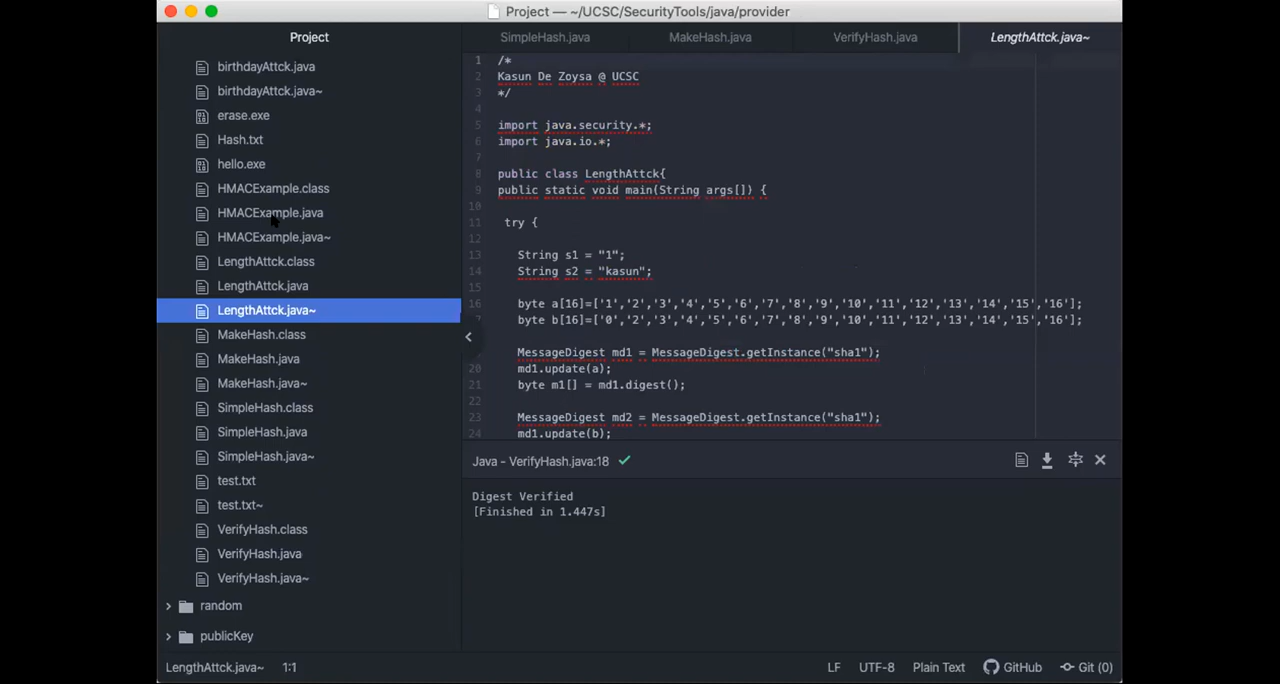 Project — ~/UCSC/SecurityTools/java/provider
Project
birthdayAttck.java
birthdayAttck.java~
erase.exe
Hash.txt
hello.exe
HMACExample.class
HMACExample.java
HMACExample.java~
LengthAttck.class
LengthAttck.java
LengthAttck.java~
MakeHash.class
MakeHash.java
MakeHash.java~
SimpleHash.class
SimpleHash.java
SimpleHash.java~
test.txt
test.txt~
VerifyHash.class
VerifyHash.java
VerifyHash.java~
random
publicKey
SimpleHash.java
MakeHash.java
VerifyHash.java
LengthAttck.java~
1 /*
2 Kasun De Zoysa @ UCSC
3 */
4
5 import java.security.*;
6 import java.io.*;
7
8 public class LengthAttck{
9 public static void main(String args[]) {
10
11 try {
12
13 String s1 = "1";
14 String s2 = "kasun";
15
16 byte a[16]=['1','2','3','4','5','6','7','8','9','10','11','12','13','14','15','16'];
byte b[16]=['0','2','3','4','5','6','7','8','9','10','11','12','13','14','15','16'];
MessageDigest md1 = MessageDigest.getInstance("sha1");
20 md1.update(a);
21 byte m1[] = md1.digest();
22
23 MessageDigest md2 = MessageDigest.getInstance("sha1");
24 md1.update(b);
Java - VerifyHash.java:18
Digest Verified
[Finished in 1.447s]
LengthAttck.java~ 1:1 LF UTF-8 Plain Text GitHub Git (0)